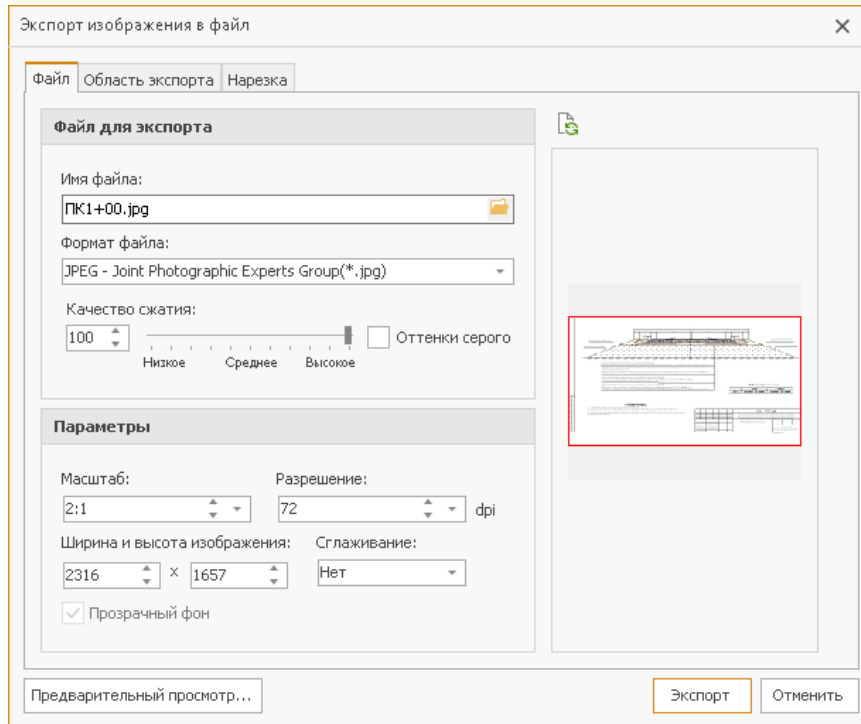 Экспорт изображения в файл
Файл Область экспорта Нарезка
Файл для экспорта
Имя файла:
ПК1+00.jpg
Формат файла:
JPEG - Joint Photographic Experts Group(*.jpg)
Качество сжатия:
100 Оттенки серого
Низкое Среднее Высокое
Параметры
Масштаб: Разрешение:
2:1 72 dpi
Ширина и высота изображения: Сглаживание:
2316 x 1657 Нет
Прозрачный фон
Предварительный просмотр... Экспорт Отменить